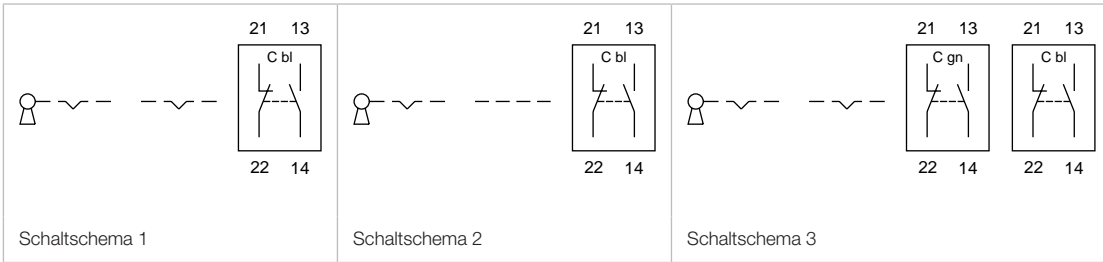 21 13
C bl
22 14
Schaltschema 1
21 13
C bl
22 14
Schaltschema 2
21 13
C gn
22 14
21 13
C bl
22 14
Schaltschema 3